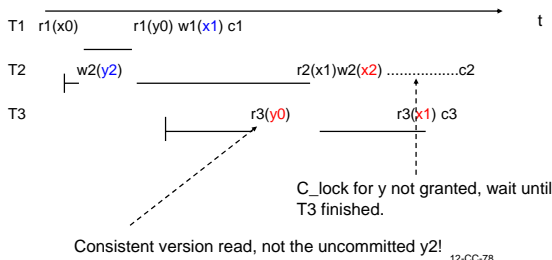 T1 r1(x0) r1(y0) w1(x1) c1 t
T2 w2(y2) r2(x1)w2(x2) .................c2
T3 r3(y0) r3(x1) c3
C_lock for y not granted, wait until
T3 finished.
Consistent version read, not the uncommitted y2!
12-CC-78